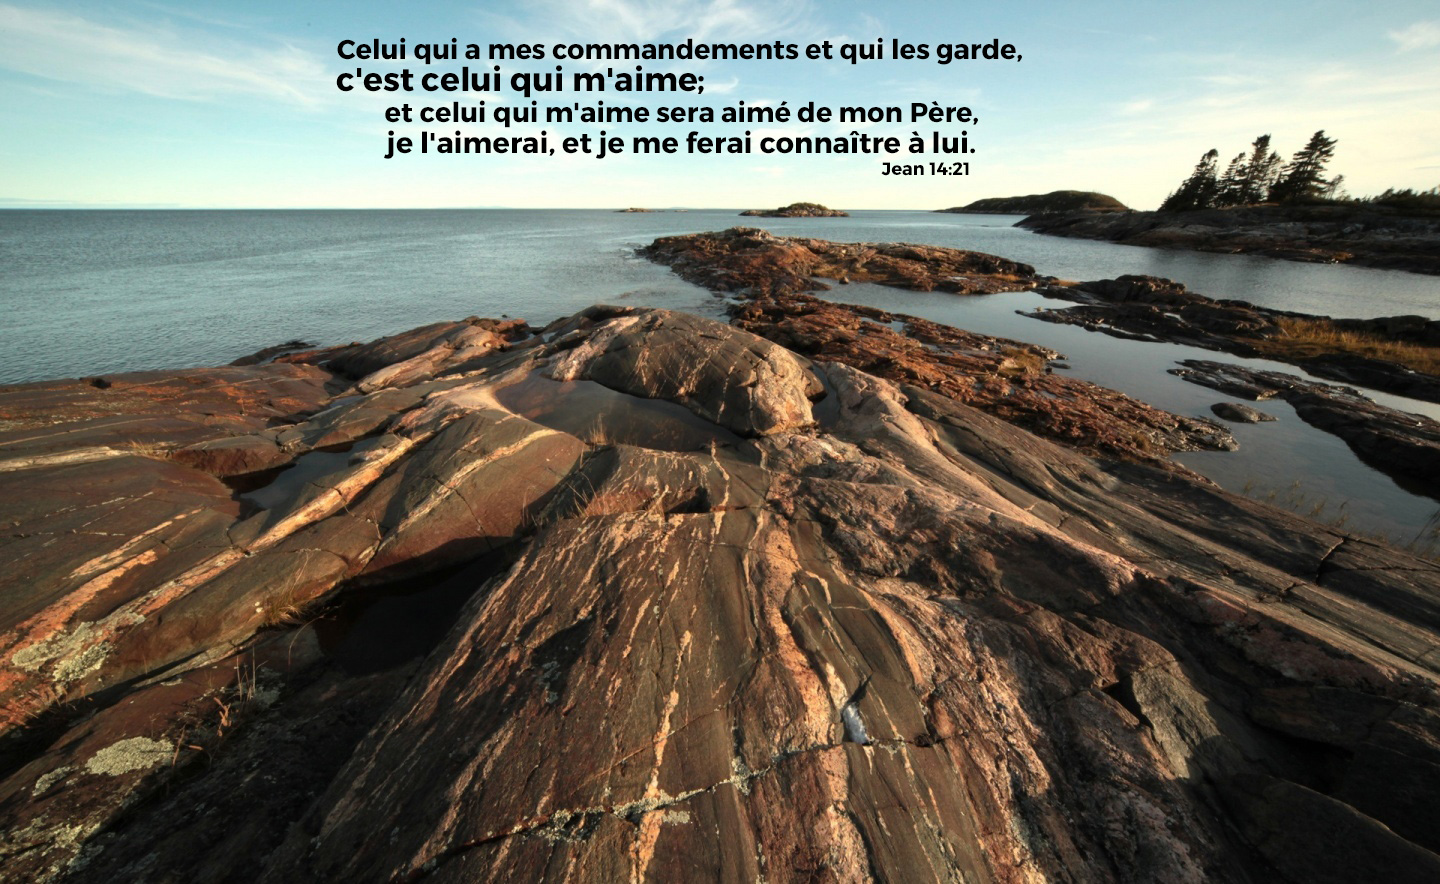 Celui qui a mes commandements et qui les garde,
c'est celui qui m'aime;
et celui qui m'aime sera aimé de mon Père,
je l'aimerai, et je me ferai connaître à lui.
Jean 14:21